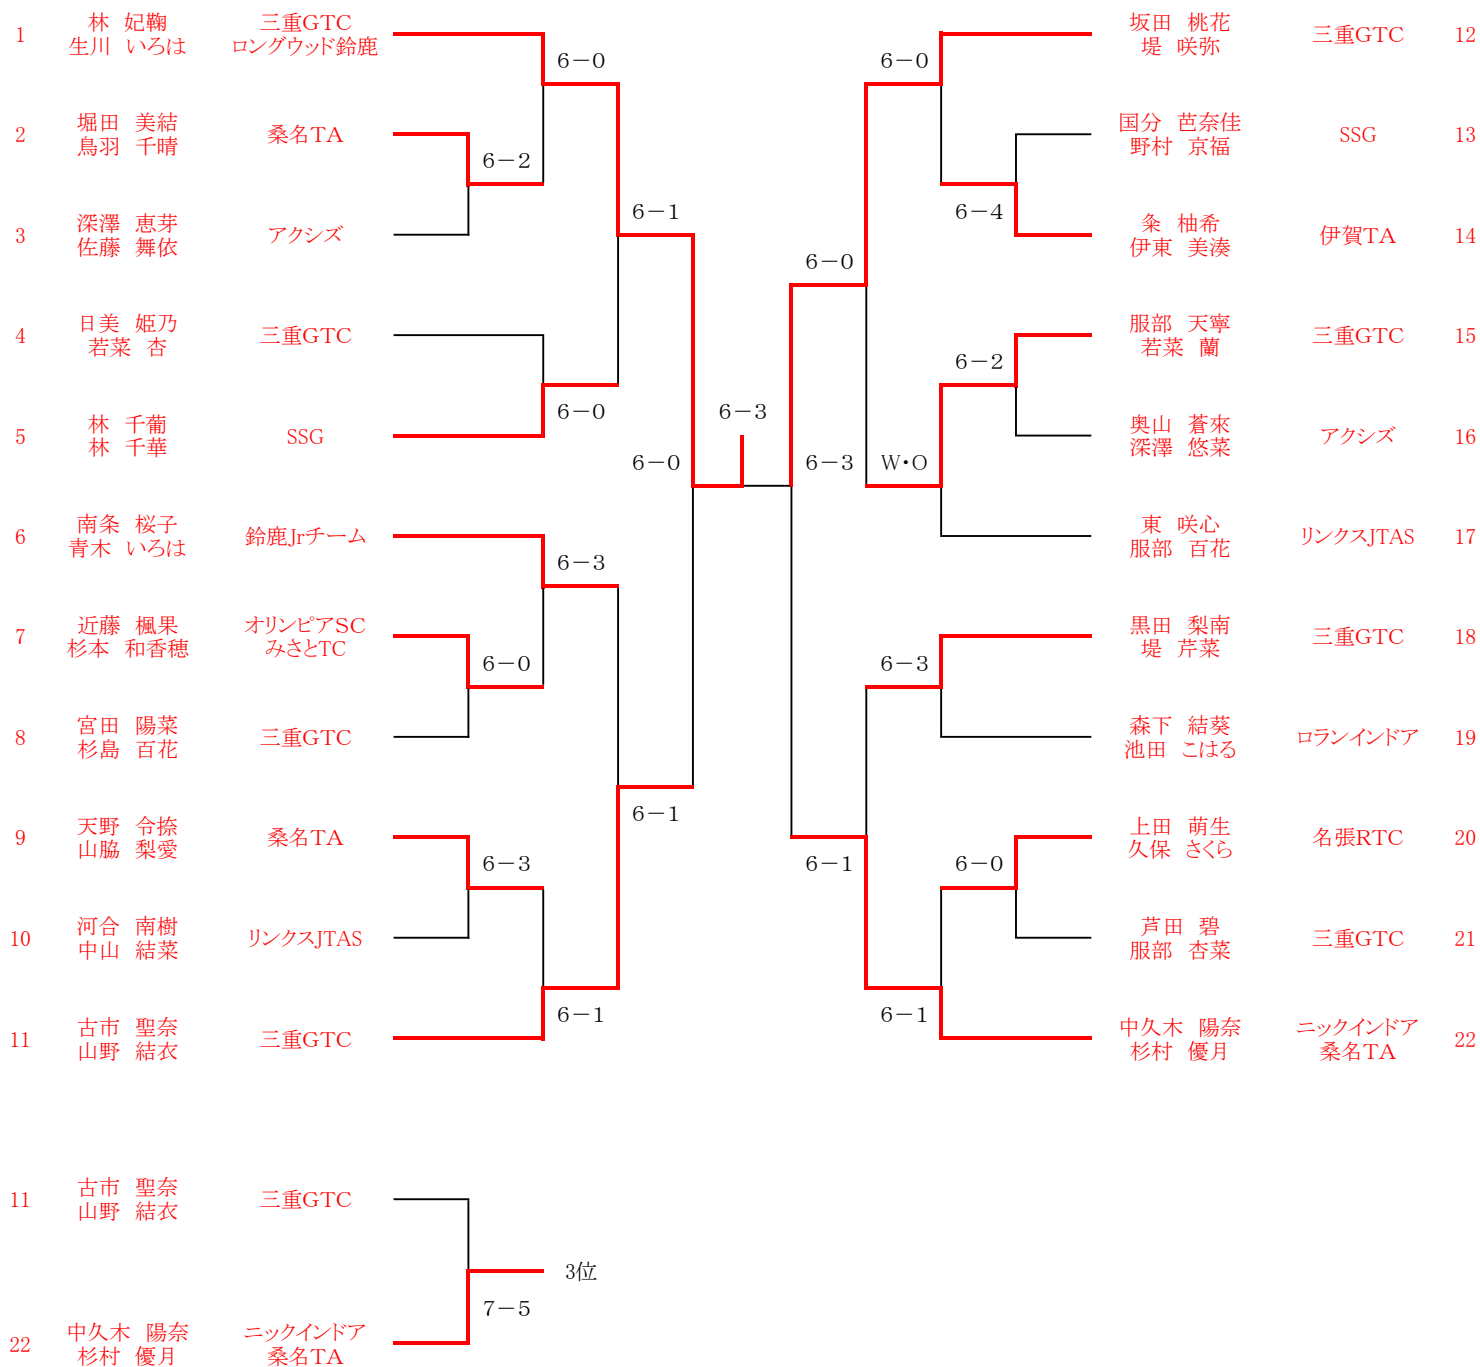 1 林 妃鞠 三重GTC
生川 いろは ロングウッド鈴鹿
6-0
2 堀田 美結 桑名TA
鳥羽 千晴
6-2
3 深澤 恵芽 アクシズ
佐藤 舞依
6-1
4 日美 姫乃 三重GTC
若菜 杏
6-0
5 林 千葡 SSG
林 千華
6-0
6 南条 桜子 鈴鹿Jrチーム
青木 いろは
6-3
7 近藤 楓果 オリンピアSC
杉本 和香穂 みさとTC
6-0
8 宮田 陽菜 三重GTC
杉島 百花
6-1
9 天野 令捺 桑名TA
山脇 梨愛
6-3
10 河合 南樹 リンクスJTAS
中山 結菜
6-1
11 古市 聖奈 三重GTC
山野 結衣
6-3
坂田 桃花 三重GTC 12
堤 咲弥
6-0
国分 芭奈佳 SSG 13
野村 京福
6-4
粂 柚希 伊賀TA 14
伊東 美湊
6-0
服部 天寧 三重GTC 15
若菜 蘭
6-2
奥山 蒼來 アクシズ 16
深澤 悠菜
6-3
W・O
東 咲心 リンクスJTAS 17
服部 百花
黒田 梨南 三重GTC 18
堤 芹菜
6-3
森下 結葵 ロランインドア 19
池田 こはる
上田 萌生 名張RTC 20
久保 さくら
6-1
6-0
芦田 碧 三重GTC 21
服部 杏菜
6-1
中久木 陽奈 ニックインドア 22
杉村 優月 桑名TA
11 古市 聖奈 三重GTC
山野 結衣
3位
7-5
22 中久木 陽奈 ニックインドア
杉村 優月 桑名TA